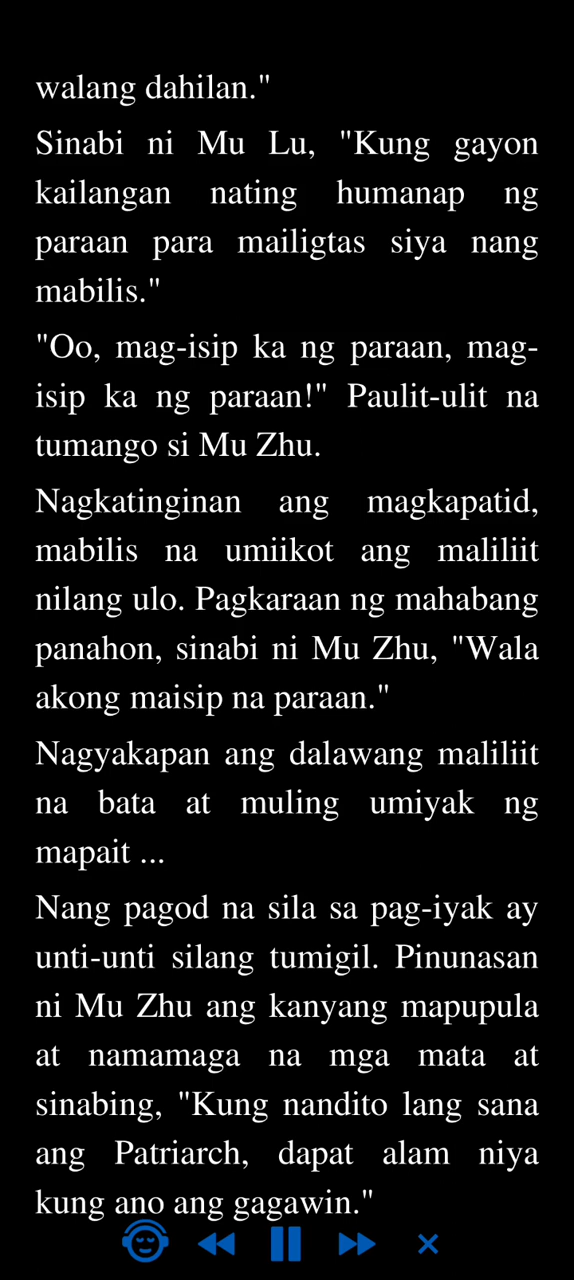 walang dahilan."
Sinabi ni Mu Lu, "Kung gayon
kailangan nating humanap ng
paraan para mailigtas siya nang
mabilis."
"Oo, mag-isip ka ng paraan, mag-
isip ka ng paraan!" Paulit-ulit na
tumango si Mu Zhu.
Nagkatinginan ang magkapatid,
mabilis na umiikot ang maliliit
nilang ulo. Pagkaraan ng mahabang
panahon, sinabi ni Mu Zhu, "Wala
akong maisip na paraan."
Nagyakapan ang dalawang maliliit
na bata at muling umiyak ng
mapait ...
Nang pagod na sila sa pag-iyak ay
unti-unti silang tumigil. Pinunasan
ni Mu Zhu ang kanyang mapupula
at namamaga na mga mata at
sinabing, "Kung nandito lang sana
ang Patriarch, dapat alam niya
kung ano ang gagawin."